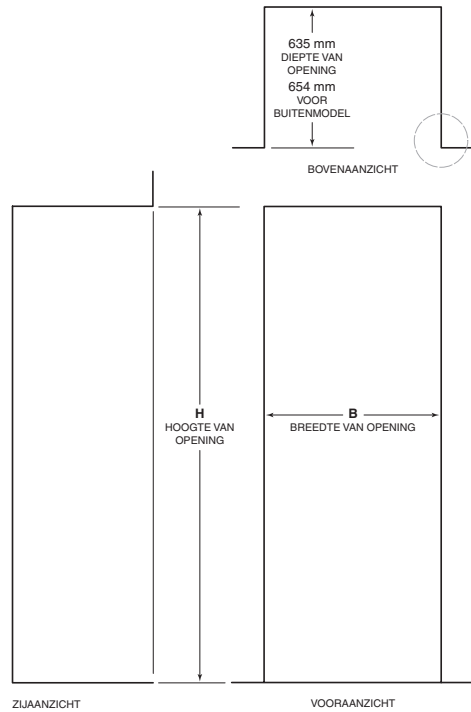 635 mm
DIEPTE VAN
OPENING
654 mm
VOOR
BUITENMODEL
BOVENAANZICHT
H
HOOGTE VAN
OPENING
B
BREEDTE VAN OPENING
ZIJAANZICHT
VOORAANZICHT